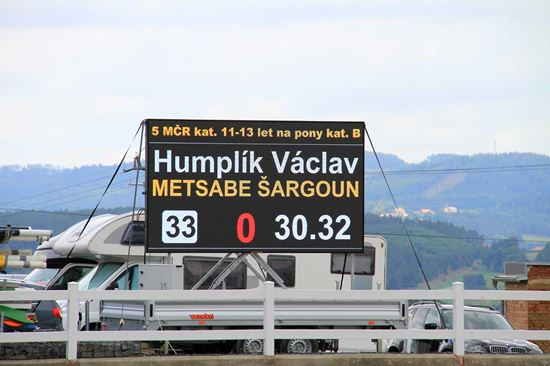 5 MČR kat. 11-13 let na pony kat. B
Humplík Václav
METSABE ŠARGOUN
33 0 30.32